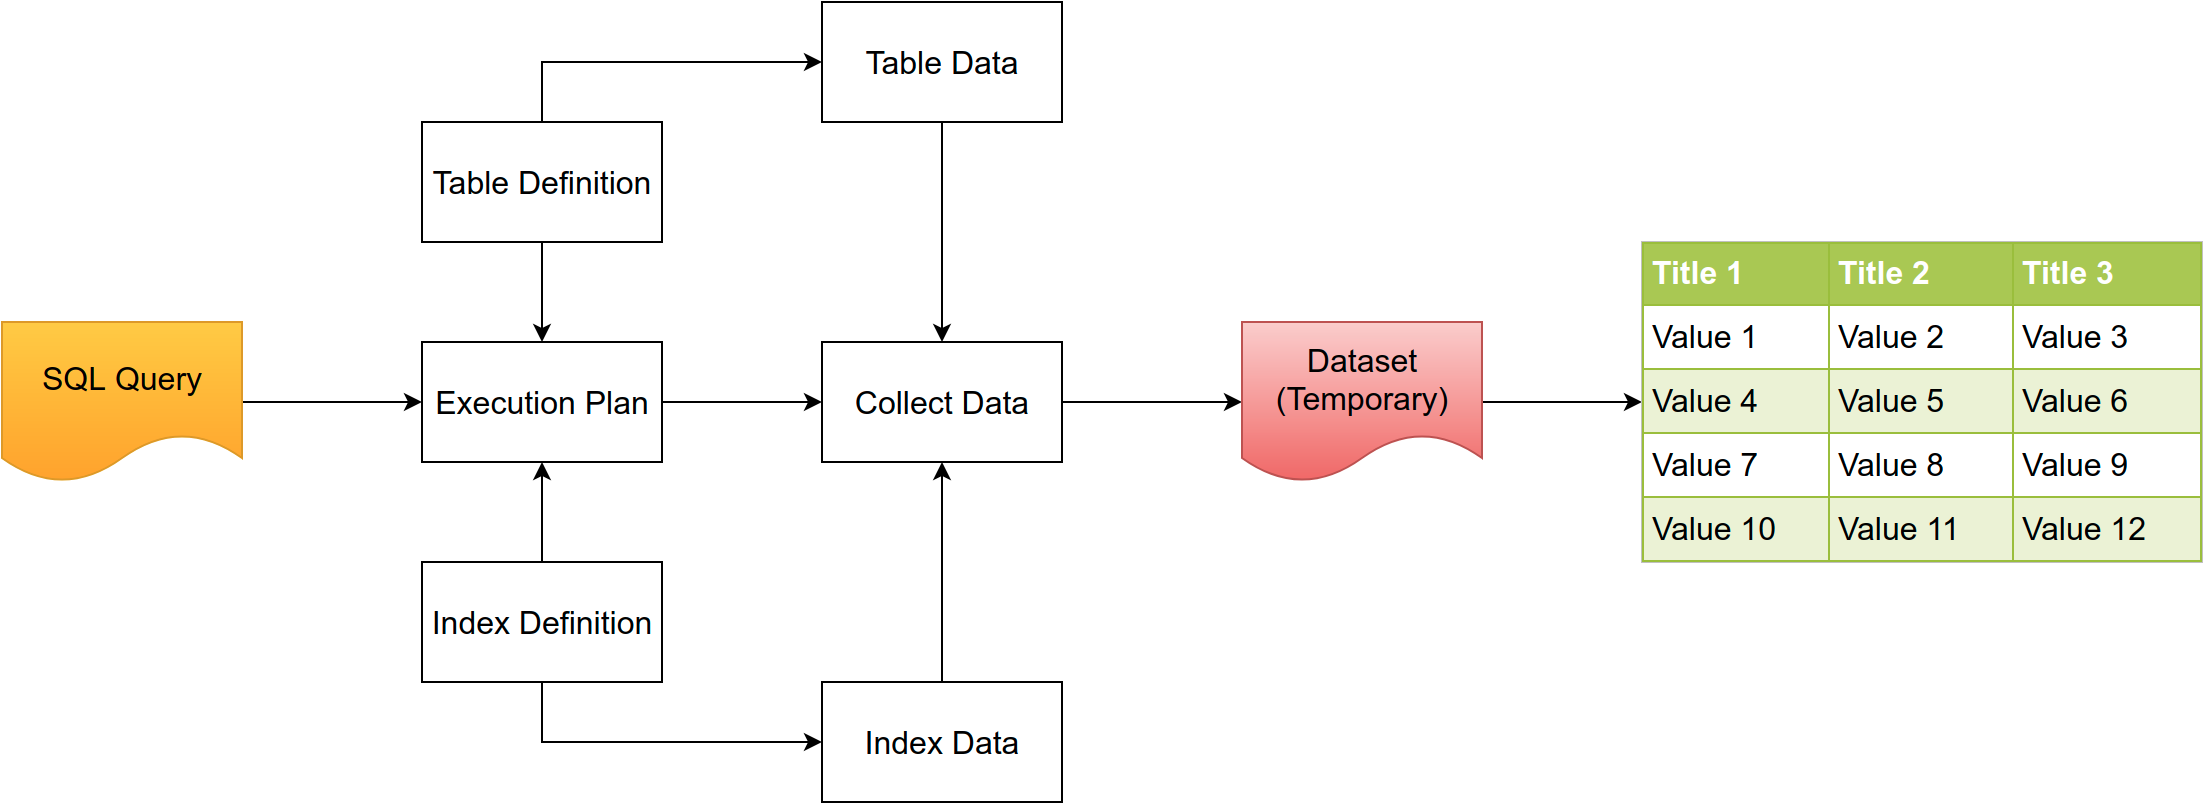 Table Data
Table Definition
SQL Query
Execution Plan
Collect Data
Dataset
(Temporary)
Index Definition
Index Data
Title 1 Title 2 Title 3
Value 1 Value 2 Value 3
Value 4 Value 5 Value 6
Value 7 Value 8 Value 9
Value 10 Value 11 Value 12